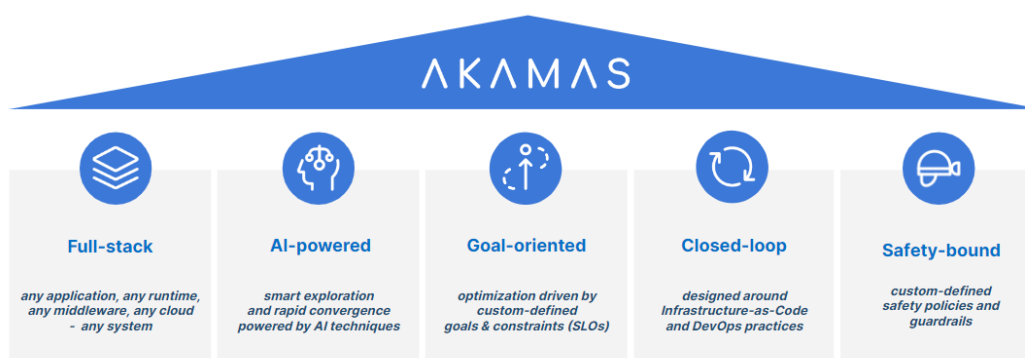 AKAMAS
Full-stack
any application, any runtime,
any middleware, any cloud
- any system
AI-powered
smart exploration
and rapid convergence
powered by AI techniques
Goal-oriented
optimization driven by
custom-defined
goals & constraints (SLOs)
Closed-loop
designed around
Infrastructure-as-Code
and DevOps practices
Safety-bound
custom-defined
safety policies and
guardrails